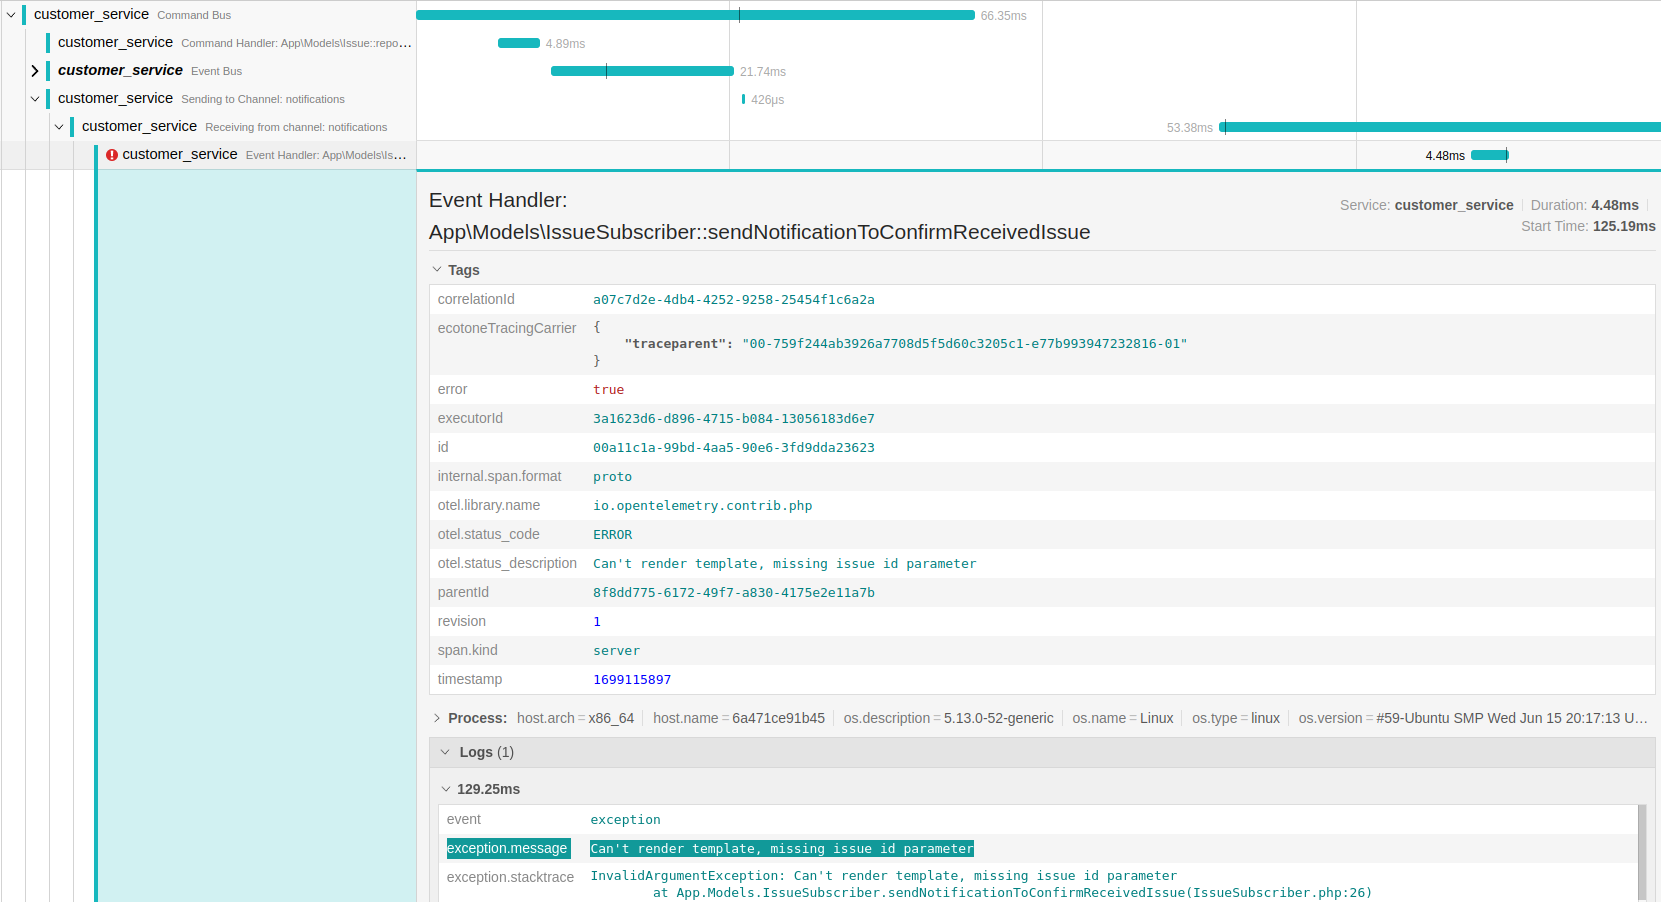 customer_service Command Bus 66.35ms
customer_service Command Handler: App\Models\Issue::repo… 4.89ms
customer_service Event Bus 21.74ms
customer_service Sending to Channel: notifications 426μs
customer_service Receiving from channel: notifications 53.38ms
customer_service Event Handler: App\Models\Is… 4.48ms
Event Handler:
App\Models\IssueSubscriber::sendNotificationToConfirmReceivedIssue
Service: customer_service Duration: 4.48ms
Start Time: 125.19ms
Tags
correlationId a07c7d2e-4db4-4252-9258-25454f1c6a2a
ecotoneTracingCarrier {
"traceparent": "00-759f244ab3926a7708d5f5d60c3205c1-e77b993947232816-01"
}
error true
executorId 3a1623d6-d896-4715-b084-13056183d6e7
id 00a11c1a-99bd-4aa5-90e6-3fd9dda23623
internal.span.format proto
otel.library.name io.opentelemetry.contrib.php
otel.status_code ERROR
otel.status_description Can't render template, missing issue id parameter
parentId 8f8dd775-6172-49f7-a830-4175e2e11a7b
revision 1
span.kind server
timestamp 1699115897
Process: host.arch = x86_64 host.name = 6a471ce91b45 os.description = 5.13.0-52-generic os.name = Linux os.type = linux os.version = #59-Ubuntu SMP Wed Jun 15 20:17:13 U…
Logs (1)
129.25ms
event exception
exception.message Can't render template, missing issue id parameter
exception.stacktrace InvalidArgumentException: Can't render template, missing issue id parameter
at App.Models.IssueSubscriber.sendNotificationToConfirmReceivedIssue(IssueSubscriber.php:26)